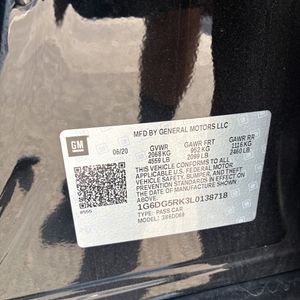 MFD BY GENERAL MOTORS LLC
GM
06/20
GVWR GAWR FRT GAWR RR
2068 KG 952 KG 1116 KG
4559 LB 2099 LB 2460 LB
THIS VEHICLE CONFORMS TO ALL
APPLICABLE U.S. FEDERAL MOTOR
VEHICLE SAFETY, BUMPER, AND THEFT
PREVENTION STANDARDS IN EFFECT ON THE
DATE OF MANUFACTURE SHOWN ABOVE.
1G6DG5RK3L0138718
TYPE: PASS CAR
MODEL: